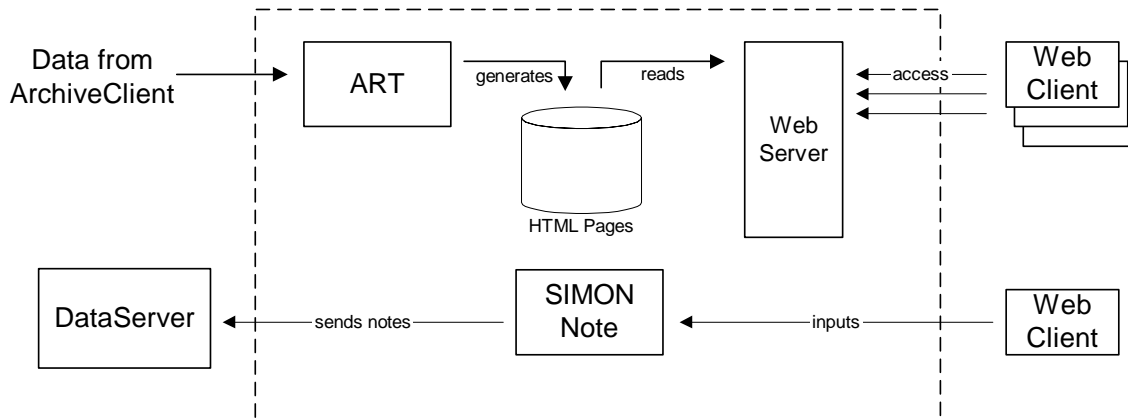 Data from
ArchiveClient
ART
generates
reads
HTML Pages
Web
Server
access
Web
Client
DataServer
sends notes
SIMON
Note
inputs
Web
Client